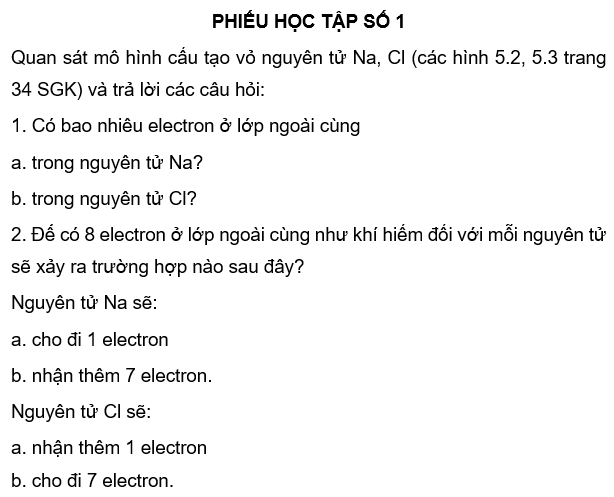 PHIẾU HỌC TẬP SỐ 1
Quan sát mô hình cấu tạo vỏ nguyên tử Na, Cl (các hình 5.2, 5.3 trang
34 SGK) và trả lời các câu hỏi:
1. Có bao nhiêu electron ở lớp ngoài cùng
a. trong nguyên tử Na?
b. trong nguyên tử Cl?
2. Để có 8 electron ở lớp ngoài cùng như khí hiếm đối với mỗi nguyên tử
sẽ xảy ra trường hợp nào sau đây?
Nguyên tử Na sẽ:
a. cho đi 1 electron
b. nhận thêm 7 electron.
Nguyên tử Cl sẽ:
a. nhận thêm 1 electron
b. cho đi 7 electron.